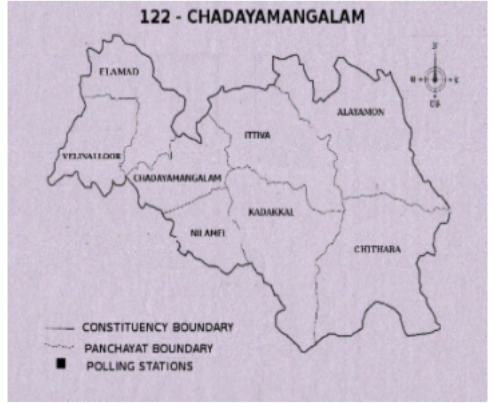 122 - CHADAYAMANGALAM
ELAMAD
ALAYAMON
ITTIVA
VELINALLOOR
CHADAYAMANGALAM
KADAKKAL
NILAMEL
CHITHARA
CONSTITUENCY BOUNDARY
PANCHAYAT BOUNDARY
POLLING STATIONS